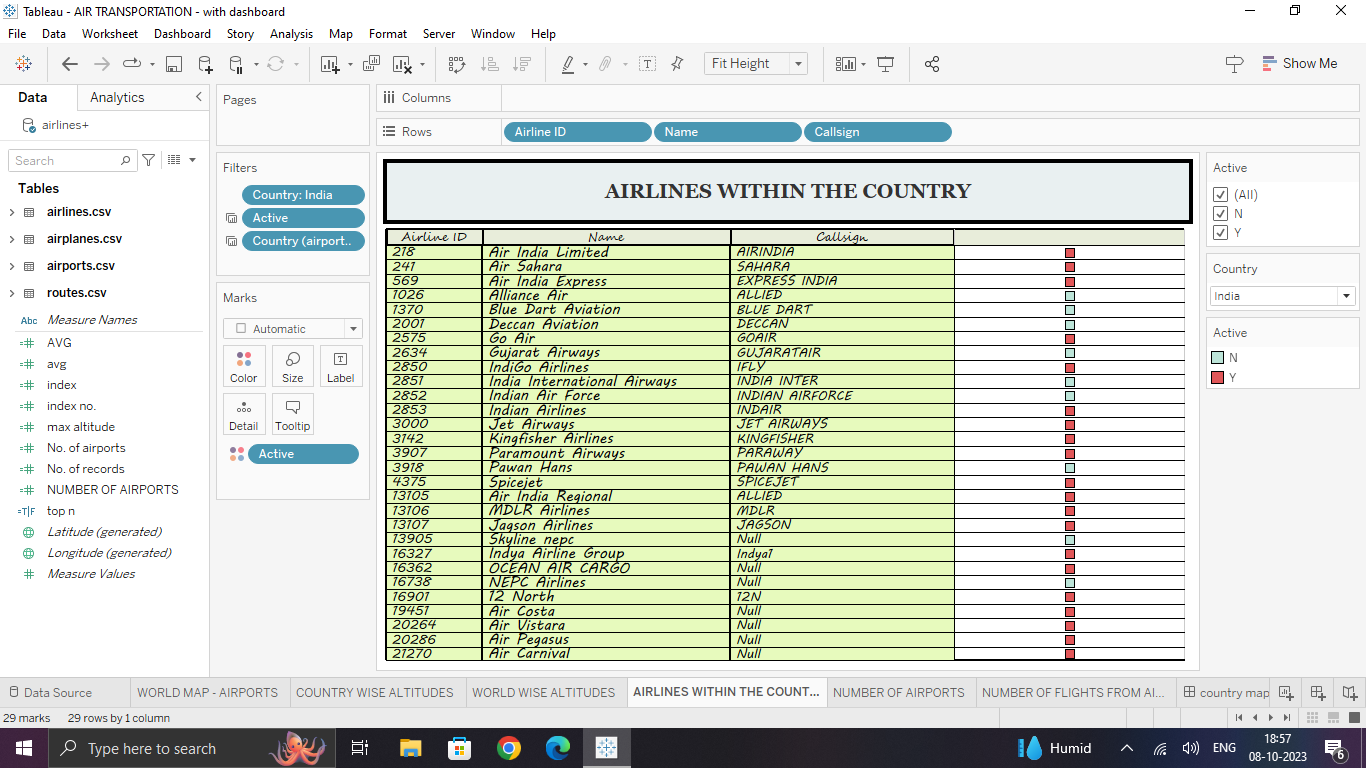 Tableau - AIR TRANSPORTATION - with dashboard
File Data Worksheet Dashboard Story Analysis Map Format Server Window Help
Fit Height
Show Me
Data Analytics
airlines+
Search
Tables
airlines.csv
airplanes.csv
airports.csv
routes.csv
Abc Measure Names
AVG
avg
index
index no.
max altitude
No. of airports
No. of records
NUMBER OF AIRPORTS
top n
Latitude (generated)
Longitude (generated)
Measure Values
Pages
Filters
Country: India
Active
Country (airport..
Marks
Automatic
Color Size Label
Detail Tooltip
Active
Columns
Rows Airline ID Name Callsign
AIRLINES WITHIN THE COUNTRY
Airline ID Name Callsign
218 Air India Limited AIRINDIA
241 Air Sahara SAHARA
569 Air India Express EXPRESS INDIA
1026 Alliance Air ALLIED
1370 Blue Dart Aviation BLUE DART
2001 Deccan Aviation DECCAN
2575 Go Air GOAIR
2634 Gujarat Airways GUJARATAIR
2850 IndiGo Airlines IFLY
2851 India International Airways INDIA INTER
2852 Indian Air Force INDIAN AIRFORCE
2853 Indian Airlines INDAIR
3000 Jet Airways JET AIRWAYS
3142 Kingfisher Airlines KINGFISHER
3907 Paramount Airways PARAWAY
3918 Pawan Hans PAWAN HANS
4375 Spicejet SPICEJET
13105 Air India Regional ALLIED
13106 MDLR Airlines MDLR
13107 Jagson Airlines JAGSON
13905 Skyline nepc Null
16327 Indya Airline Group Indya1
16362 OCEAN AIR CARGO Null
16738 NEPC Airlines Null
16901 12 North 12N
19451 Air Costa Null
20264 Air Vistara Null
20286 Air Pegasus Null
21270 Air Carnival Null
Active
(All)
N
Y
Country
India
Active
N
Y
Data Source WORLD MAP - AIRPORTS COUNTRY WISE ALTITUDES WORLD WISE ALTITUDES AIRLINES WITHIN THE COUNT... NUMBER OF AIRPORTS NUMBER OF FLIGHTS FROM AI... country map
29 marks 29 rows by 1 column
Type here to search
Humid
ENG
18:57
08-10-2023
6